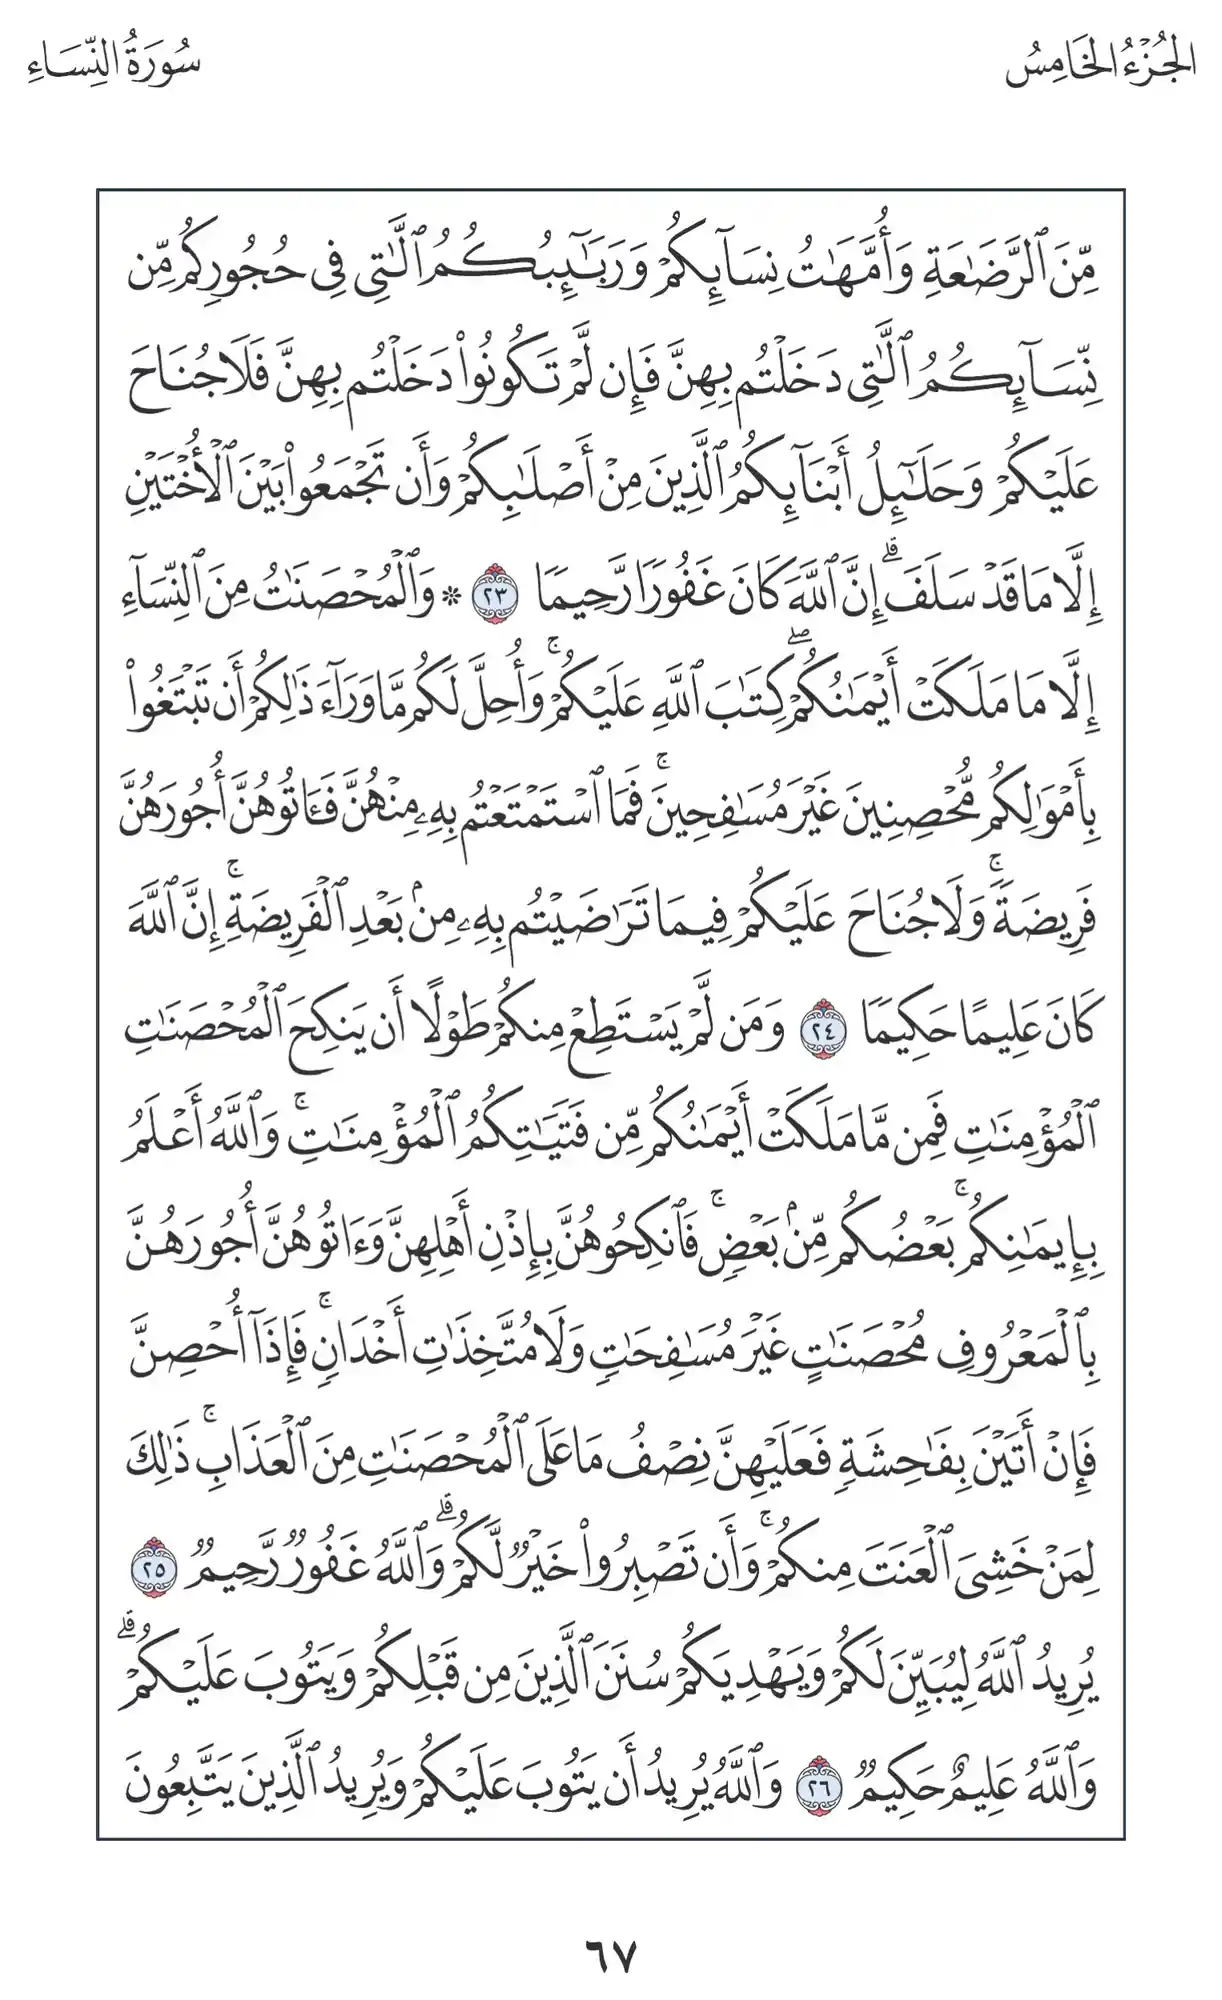 الجُزْءُ الخَامِسُ
سُورَةُ النِّسَاءِ
مِّنَ ٱلرَّضَٰعَةِ وَأُمَّهَٰتُ نِسَآئِكُمْ وَرَبَٰٓئِبُكُمُ ٱلَّٰتِى فِى حُجُورِكُم مِّن
نِّسَآئِكُمُ ٱلَّٰتِى دَخَلْتُم بِهِنَّ فَإِن لَّمْ تَكُونُوا۟ دَخَلْتُم بِهِنَّ فَلَا جُنَاحَ
عَلَيْكُمْ وَحَلَٰٓئِلُ أَبْنَآئِكُمُ ٱلَّذِينَ مِنْ أَصْلَٰبِكُمْ وَأَن تَجْمَعُوا۟ بَيْنَ ٱلْأُخْتَيْنِ
إِلَّا مَا قَدْ سَلَفَ ۗ إِنَّ ٱللَّهَ كَانَ غَفُورًا رَّحِيمًا ٢٣ * وَٱلْمُحْصَنَٰتُ مِنَ ٱلنِّسَآءِ
إِلَّا مَا مَلَكَتْ أَيْمَٰنُكُمْ ۖ كِتَٰبَ ٱللَّهِ عَلَيْكُمْ ۚ وَأُحِلَّ لَكُم مَّا وَرَآءَ ذَٰلِكُمْ أَن تَبْتَغُوا۟
بِأَمْوَٰلِكُم مُّحْصِنِينَ غَيْرَ مُسَٰفِحِينَ ۚ فَمَا ٱسْتَمْتَعْتُم بِهِۦ مِنْهُنَّ فَـَٔاتُوهُنَّ أُجُورَهُنَّ
فَرِيضَةً ۚ وَلَا جُنَاحَ عَلَيْكُمْ فِيمَا تَرَٰضَيْتُم بِهِۦ مِنۢ بَعْدِ ٱلْفَرِيضَةِ ۚ إِنَّ ٱللَّهَ
كَانَ عَلِيمًا حَكِيمًا ٢٤ وَمَن لَّمْ يَسْتَطِعْ مِنكُمْ طَوْلًا أَن يَنكِحَ ٱلْمُحْصَنَٰتِ
ٱلْمُؤْمِنَٰتِ فَمِن مَّا مَلَكَتْ أَيْمَٰنُكُم مِّن فَتَيَٰتِكُمُ ٱلْمُؤْمِنَٰتِ ۚ وَٱللَّهُ أَعْلَمُ
بِإِيمَٰنِكُم ۚ بَعْضُكُم مِّنۢ بَعْضٍ ۚ فَٱنكِحُوهُنَّ بِإِذْنِ أَهْلِهِنَّ وَءَاتُوهُنَّ أُجُورَهُنَّ
بِٱلْمَعْرُوفِ مُحْصَنَٰتٍ غَيْرَ مُسَٰفِحَٰتٍ وَلَا مُتَّخِذَٰتِ أَخْدَانٍ ۚ فَإِذَآ أُحْصِنَّ
فَإِنْ أَتَيْنَ بِفَٰحِشَةٍ فَعَلَيْهِنَّ نِصْفُ مَا عَلَى ٱلْمُحْصَنَٰتِ مِنَ ٱلْعَذَابِ ۚ ذَٰلِكَ
لِمَنْ خَشِىَ ٱلْعَنَتَ مِنكُمْ ۚ وَأَن تَصْبِرُوا۟ خَيْرٌ لَّكُمْ ۗ وَٱللَّهُ غَفُورٌ رَّحِيمٌ ٢٥
يُرِيدُ ٱللَّهُ لِيُبَيِّنَ لَكُمْ وَيَهْدِيَكُمْ سُنَنَ ٱلَّذِينَ مِن قَبْلِكُمْ وَيَتُوبَ عَلَيْكُمْ ۗ
وَٱللَّهُ عَلِيمٌ حَكِيمٌ ٢٦ وَٱللَّهُ يُرِيدُ أَن يَتُوبَ عَلَيْكُمْ وَيُرِيدُ ٱلَّذِينَ يَتَّبِعُونَ
٦٧